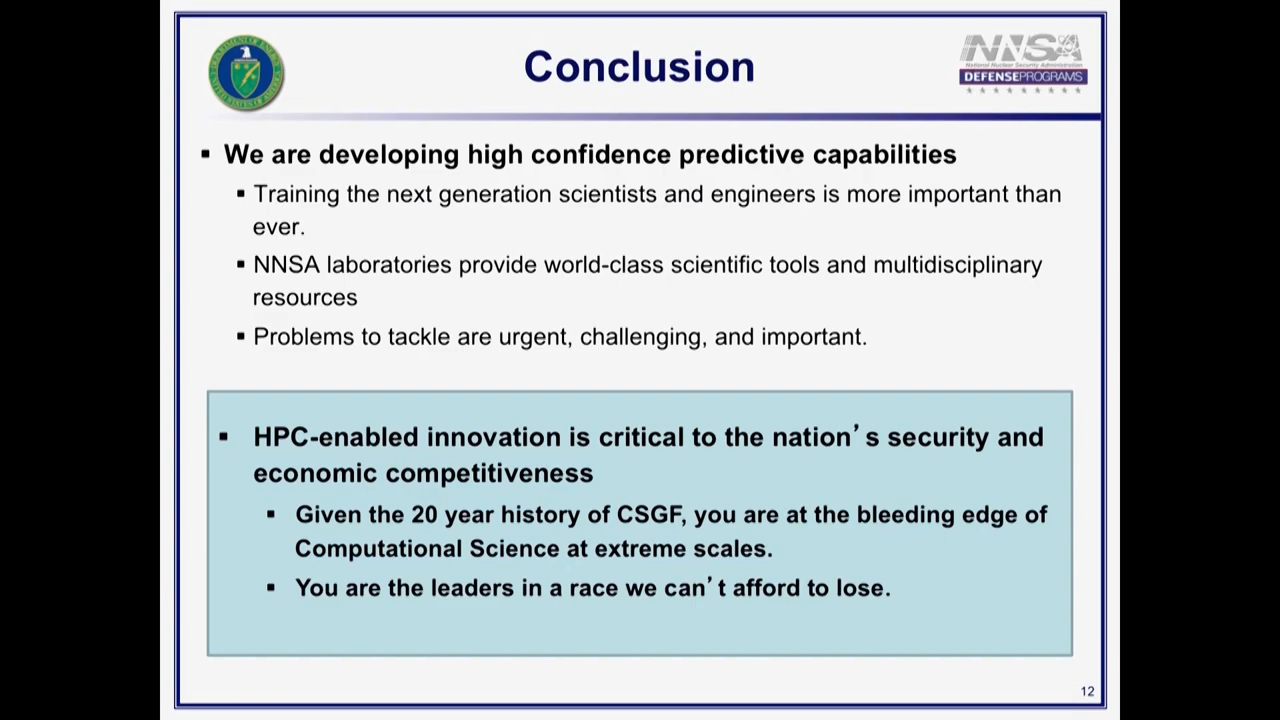 Conclusion
NNSA
National Nuclear Security Administration
DEFENSEPROGRAMS
▪ We are developing high confidence predictive capabilities
▪ Training the next generation scientists and engineers is more important than
ever.
▪ NNSA laboratories provide world-class scientific tools and multidisciplinary
resources
▪ Problems to tackle are urgent, challenging, and important.
▪ HPC-enabled innovation is critical to the nation’s security and
economic competitiveness
▪ Given the 20 year history of CSGF, you are at the bleeding edge of
Computational Science at extreme scales.
▪ You are the leaders in a race we can’t afford to lose.
12